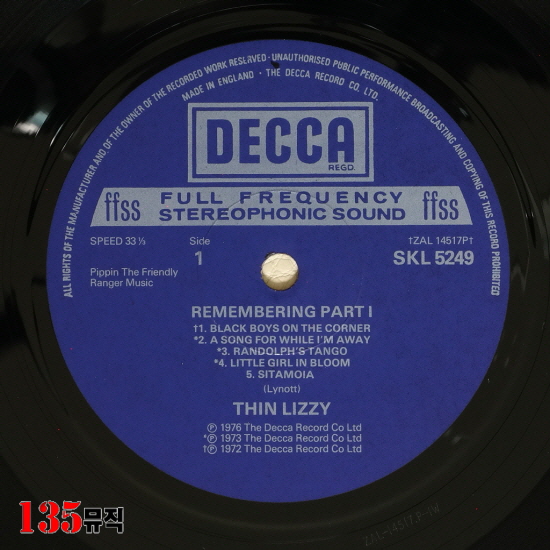 ALL RIGHTS OF THE MANUFACTURER AND OF THE OWNER OF THE RECORDED WORK RESERVED · UNAUTHORISED PUBLIC PERFORMANCE BROADCASTING AND COPYING OF THIS RECORD PROHIBITED
MADE IN ENGLAND · THE DECCA RECORD CO. LTD.
DECCA
REGD.
ffss FULL FREQUENCY ffss
STEREOPHONIC SOUND
SPEED 33⅓ Side †ZAL 14517P†
1 SKL 5249
Pippin The Friendly
Ranger Music
REMEMBERING PART I
†1. BLACK BOYS ON THE CORNER
*2. A SONG FOR WHILE I'M AWAY
*3. RANDOLPH'S TANGO
*4. LITTLE GIRL IN BLOOM
5. SITAMOIA
(Lynott)
THIN LIZZY
℗ 1976 The Decca Record Co Ltd
*℗ 1973 The Decca Record Co Ltd
†℗ 1972 The Decca Record Co Ltd
135뮤직